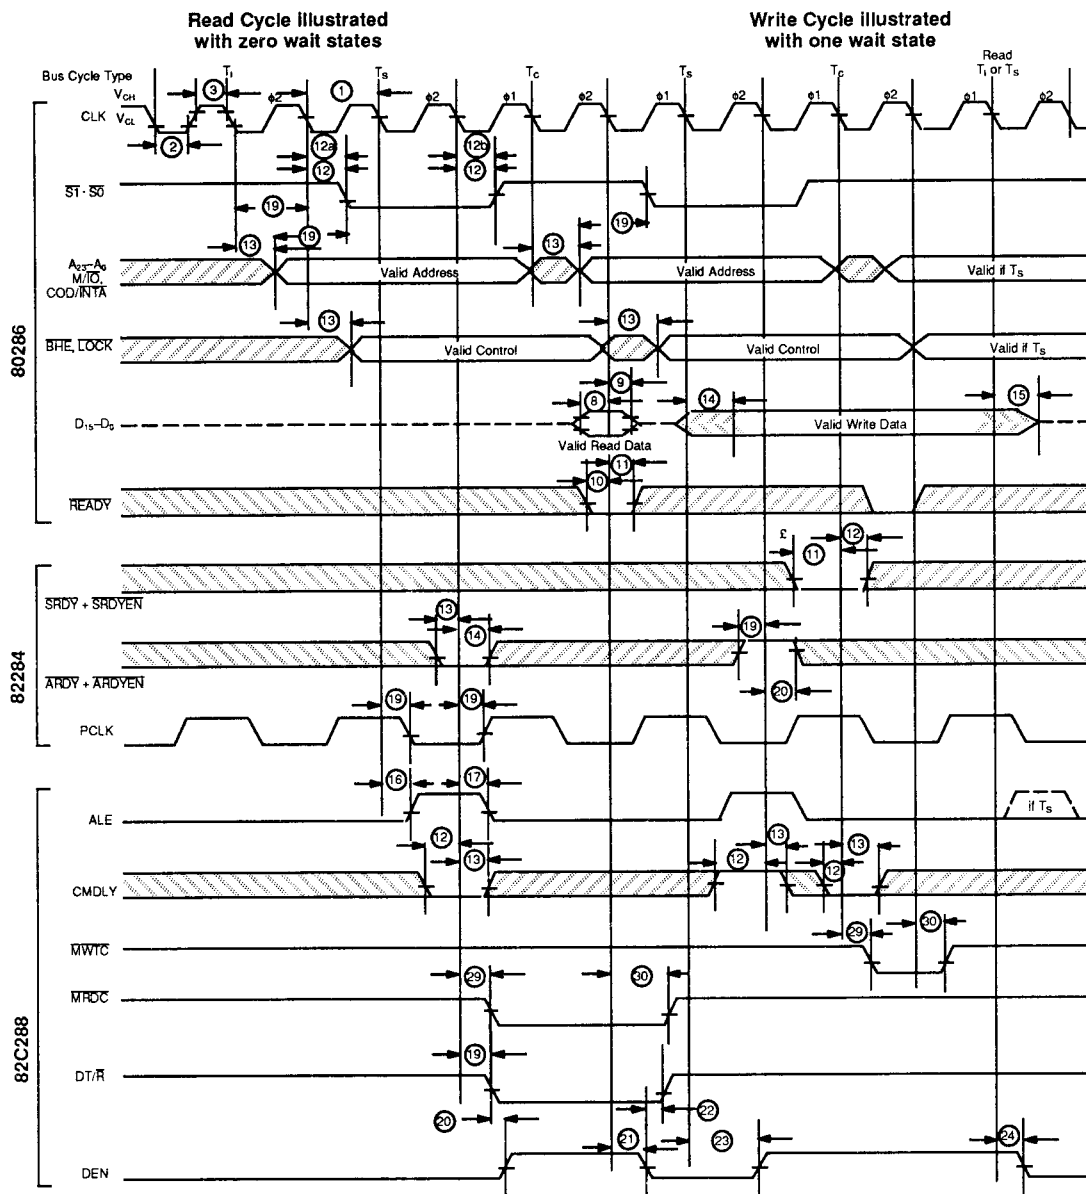 Read Cycle illustrated
with zero wait states
Write Cycle illustrated
with one wait state
Bus Cycle Type
TI
TS
TC
TS
TC
Read
TI or TS
VCH
VCL
CLK
3
φ2
1
φ2
φ1
φ2
φ1
φ2
φ1
φ2
φ1
φ2
2
12a
12
12b
12
S1 · S0
19
19
13
19
13
A23–A0
M/IO,
COD/INTA
Valid Address
Valid Address
Valid if TS
13
13
BHE, LOCK
Valid Control
Valid Control
Valid if TS
80286
9
8
14
15
D15–D0
Valid Read Data
Valid Write Data
11
10
READY
£
12
11
SRDY + SRDYEN
13
14
19
ARDY + ARDYEN
20
82284
19
19
PCLK
16
17
ALE
if TS
12
13
12
13
12
13
CMDLY
29
30
MWTC
29
30
MRDC
82C288
19
DT/R
20
22
21
23
24
DEN